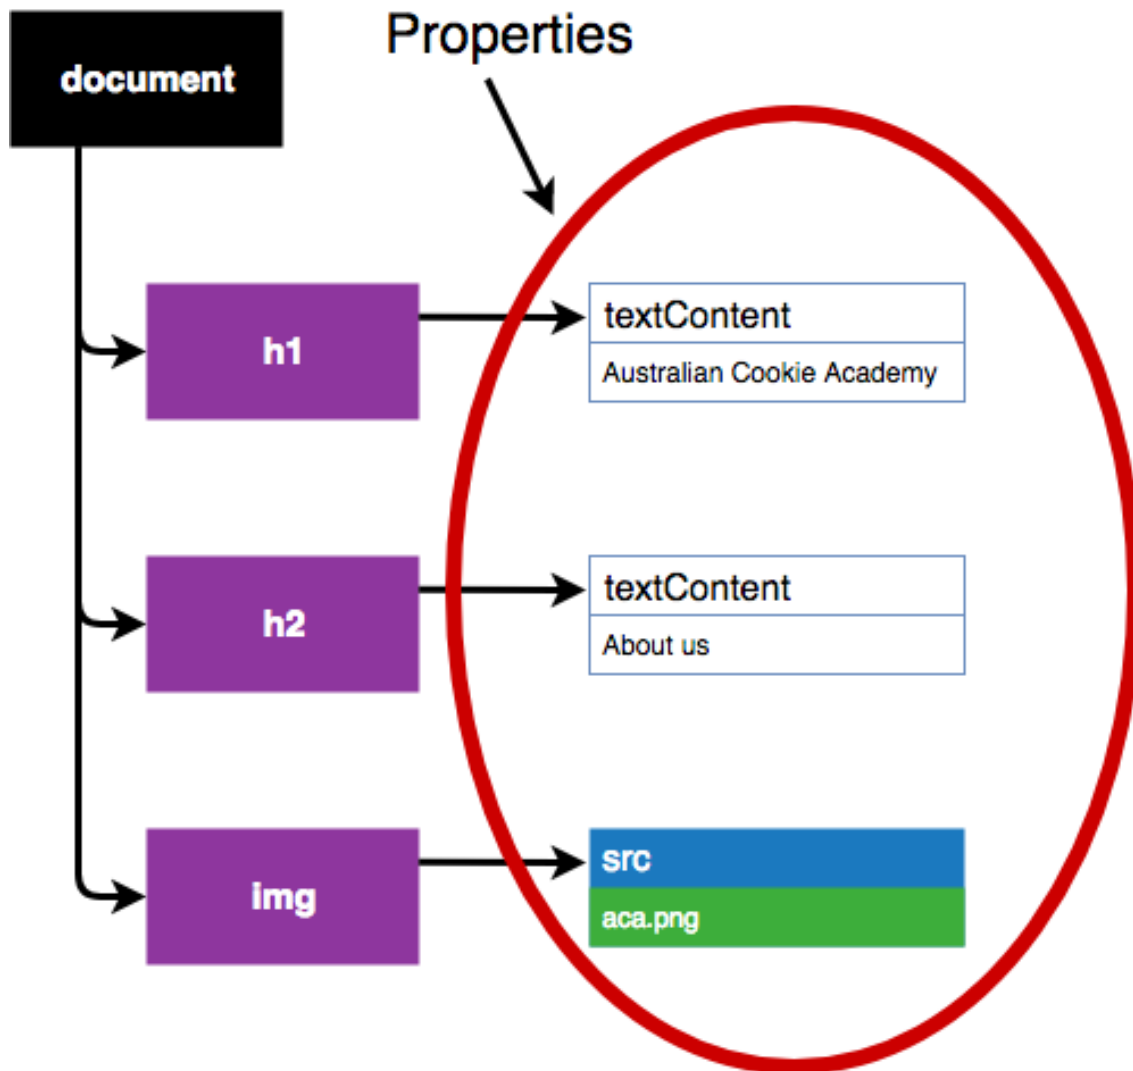 Properties
document
h1
textContent
Australian Cookie Academy
h2
textContent
About us
img
src
aca.png